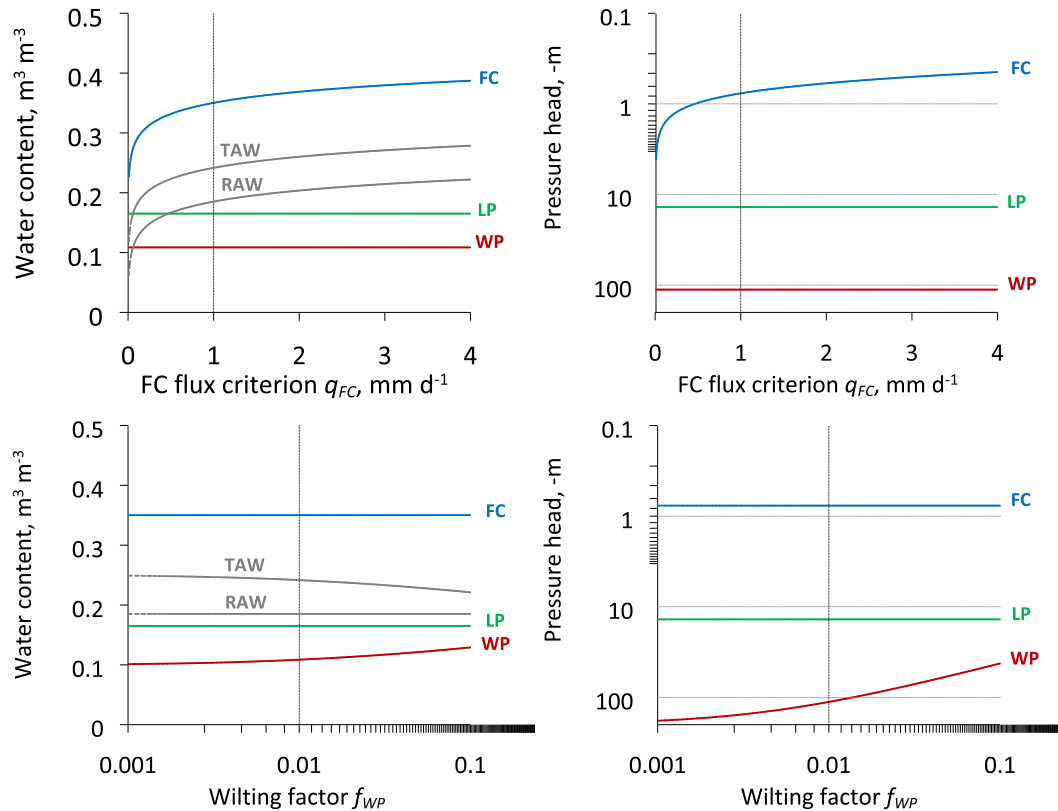 Water content, m³ m⁻³
0.5
0.4
0.3
0.2
0.1
0
FC
TAW
RAW
LP
WP
0 1 2 3 4
FC flux criterion qFC, mm d⁻¹
Pressure head, -m
0.1
1
10
100
FC
LP
WP
0 1 2 3 4
FC flux criterion qFC, mm d⁻¹
Water content, m³ m⁻³
0.5
0.4
0.3
0.2
0.1
0
FC
TAW
RAW
LP
WP
0.001 0.01 0.1
Wilting factor fWP
Pressure head, -m
0.1
1
10
100
FC
LP
WP
0.001 0.01 0.1
Wilting factor fWP